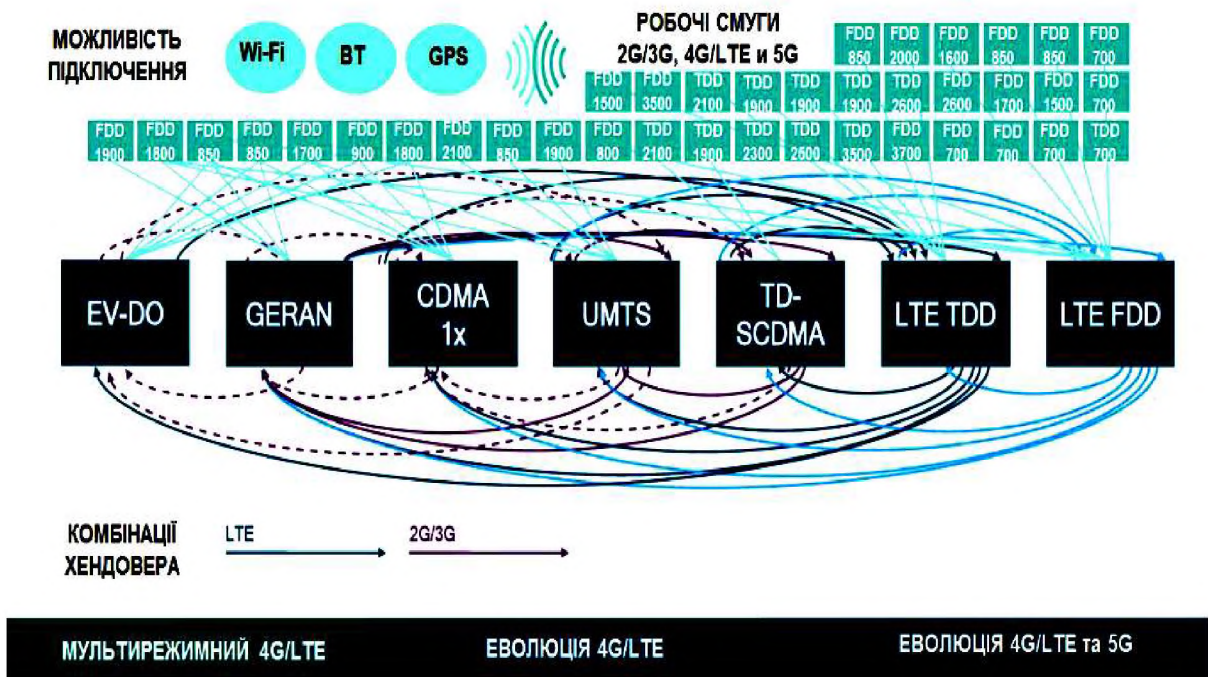 МОЖЛИВІСТЬ
ПІДКЛЮЧЕННЯ
Wi-Fi
BT
GPS
РОБОЧІ СМУГИ
2G/3G, 4G/LTE и 5G
FDD FDD FDD FDD FDD FDD
850 2000 1600 850 850 700
FDD FDD TDD TDD TDD TDD TDD FDD FDD FDD FDD
1500 3500 2100 1900 1900 1900 2600 2600 1700 1500 700
FDD FDD FDD FDD FDD FDD FDD FDD FDD FDD FDD TDD TDD TDD TDD TDD FDD FDD FDD FDD TDD
1900 1800 850 850 1700 900 1800 2100 850 1900 800 2100 1900 2300 2600 3500 3700 700 700 700 700
EV-DO
GERAN
CDMA
1x
UMTS
TD-
SCDMA
LTE TDD
LTE FDD
КОМБІНАЦІЇ
ХЕНДОВЕРА
LTE
2G/3G
МУЛЬТИРЕЖИМНИЙ 4G/LTE
ЕВОЛЮЦІЯ 4G/LTE
ЕВОЛЮЦІЯ 4G/LTE та 5G